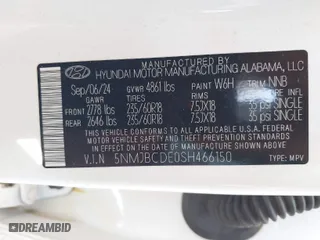 MANUFACTURED BY
HYUNDAI MOTOR MANUFACTURING ALABAMA, LLC
Sep/06/24 GVWR 4861 lbs PAINT W6H TRIM NNB
GAWR TIRES RIMS COLD TIRE INFL
FRONT 2778 lbs 235/60R18 7.5JX18 35 psi SINGLE
REAR 2646 lbs 235/60R18 7.5JX18 35 psi SINGLE
THIS VEHICLE CONFORMS TO ALL APPLICABLE U.S. FEDERAL MOTOR
VEHICLE SAFETY AND THEFT PREVENTION STANDARDS IN EFFECT
ON THE DATE OF MANUFACTURE SHOWN ABOVE.
V.I.N 5NMJBCDE0SH466150 TYPE: MPV
DREAMBID